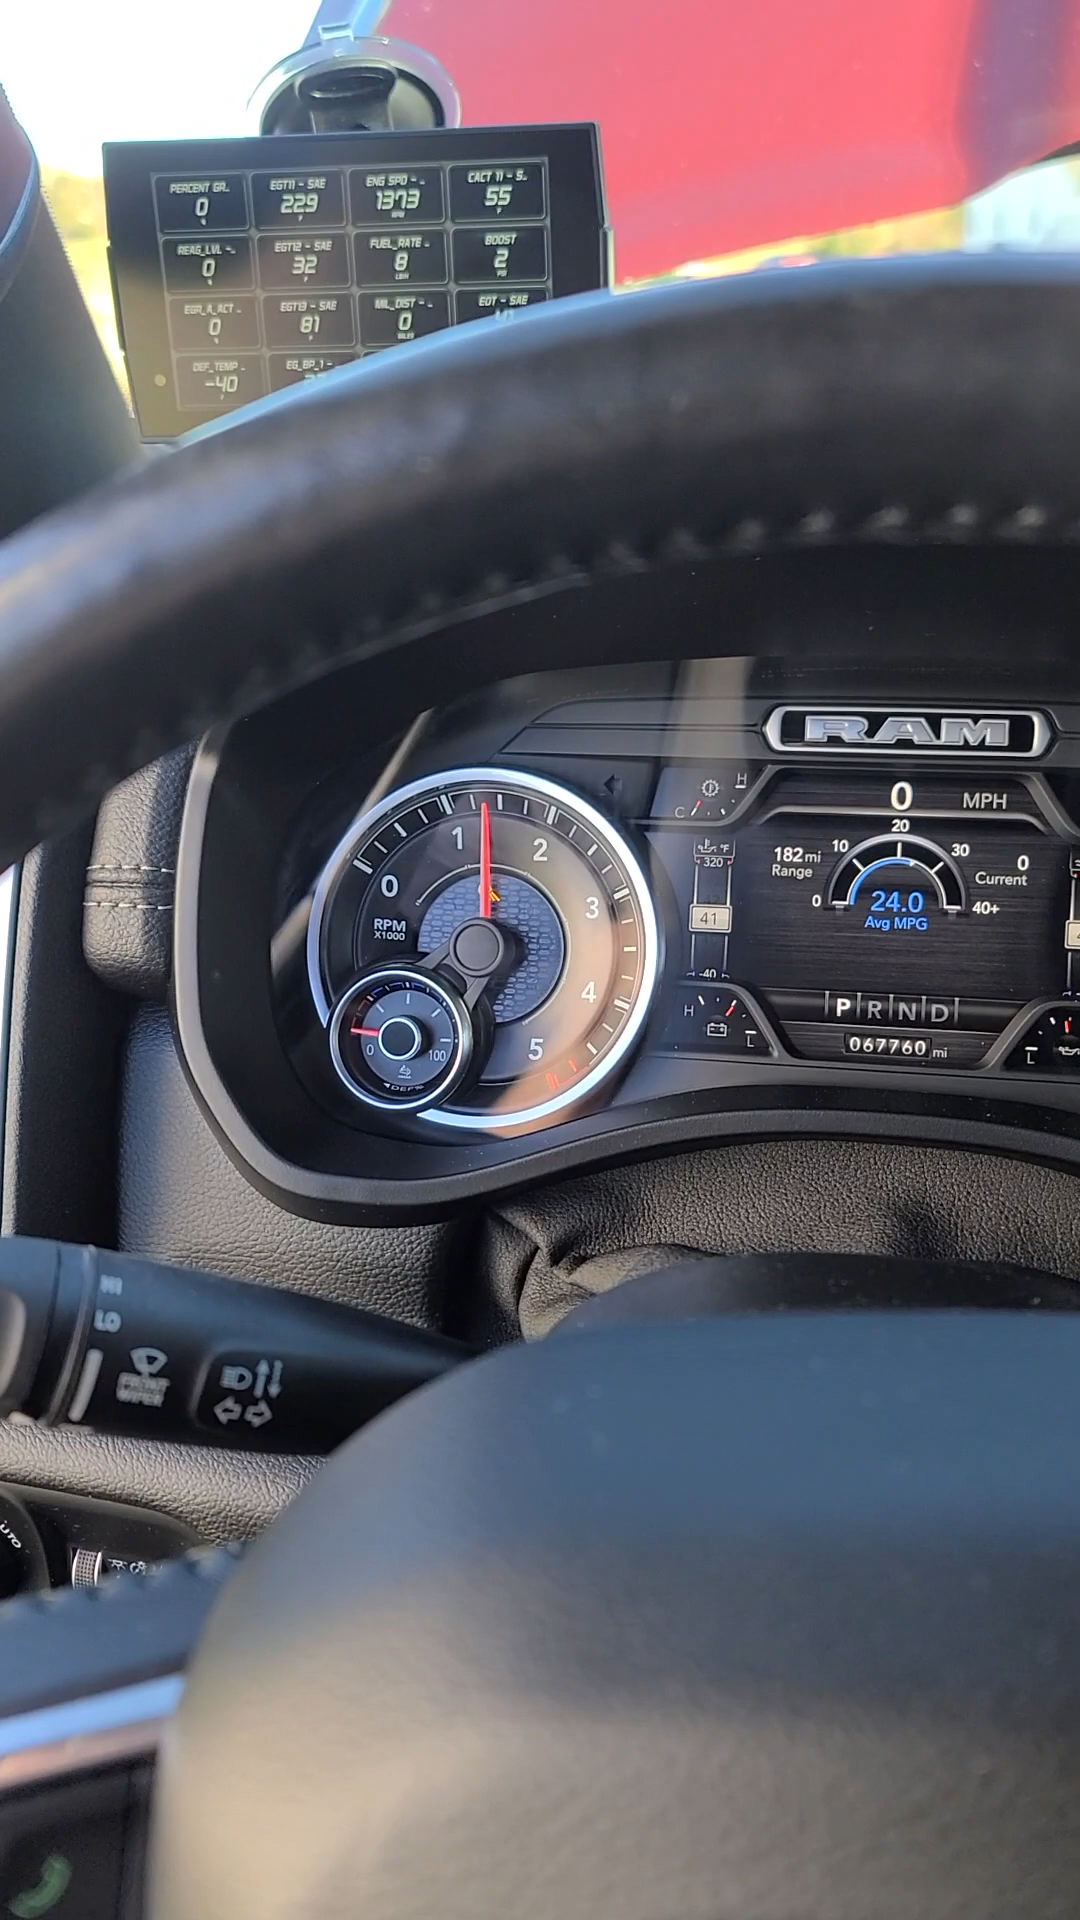 PERCENT GR..
0
%
EGT11 - SAE
229
F
ENG SPD - ..
1373
RPM
CACT 11 - S..
55
F
REAG_LVL -..
0
%
EGT12 - SAE
32
F
FUEL_RATE ..
8
LB/H
BOOST
2
PSI
EGR_A_ACT ..
0
EGT13 - SAE
81
F
MIL_DIST - ..
0
MILES
EOT - SAE
DEF_TEMP ..
-40
F
EG_BP_1 - ..
RAM
0 MPH
C H
°F
320
41
-40
182 mi
Range
0 10 20 30 40+
24.0
Avg MPG
0
Current
0 1 2 3 4 5
RPM
X1000
0 100
DEF
H L
P R N D
067760 mi
L
HI
LO
FRONT
WIPER
AUTO